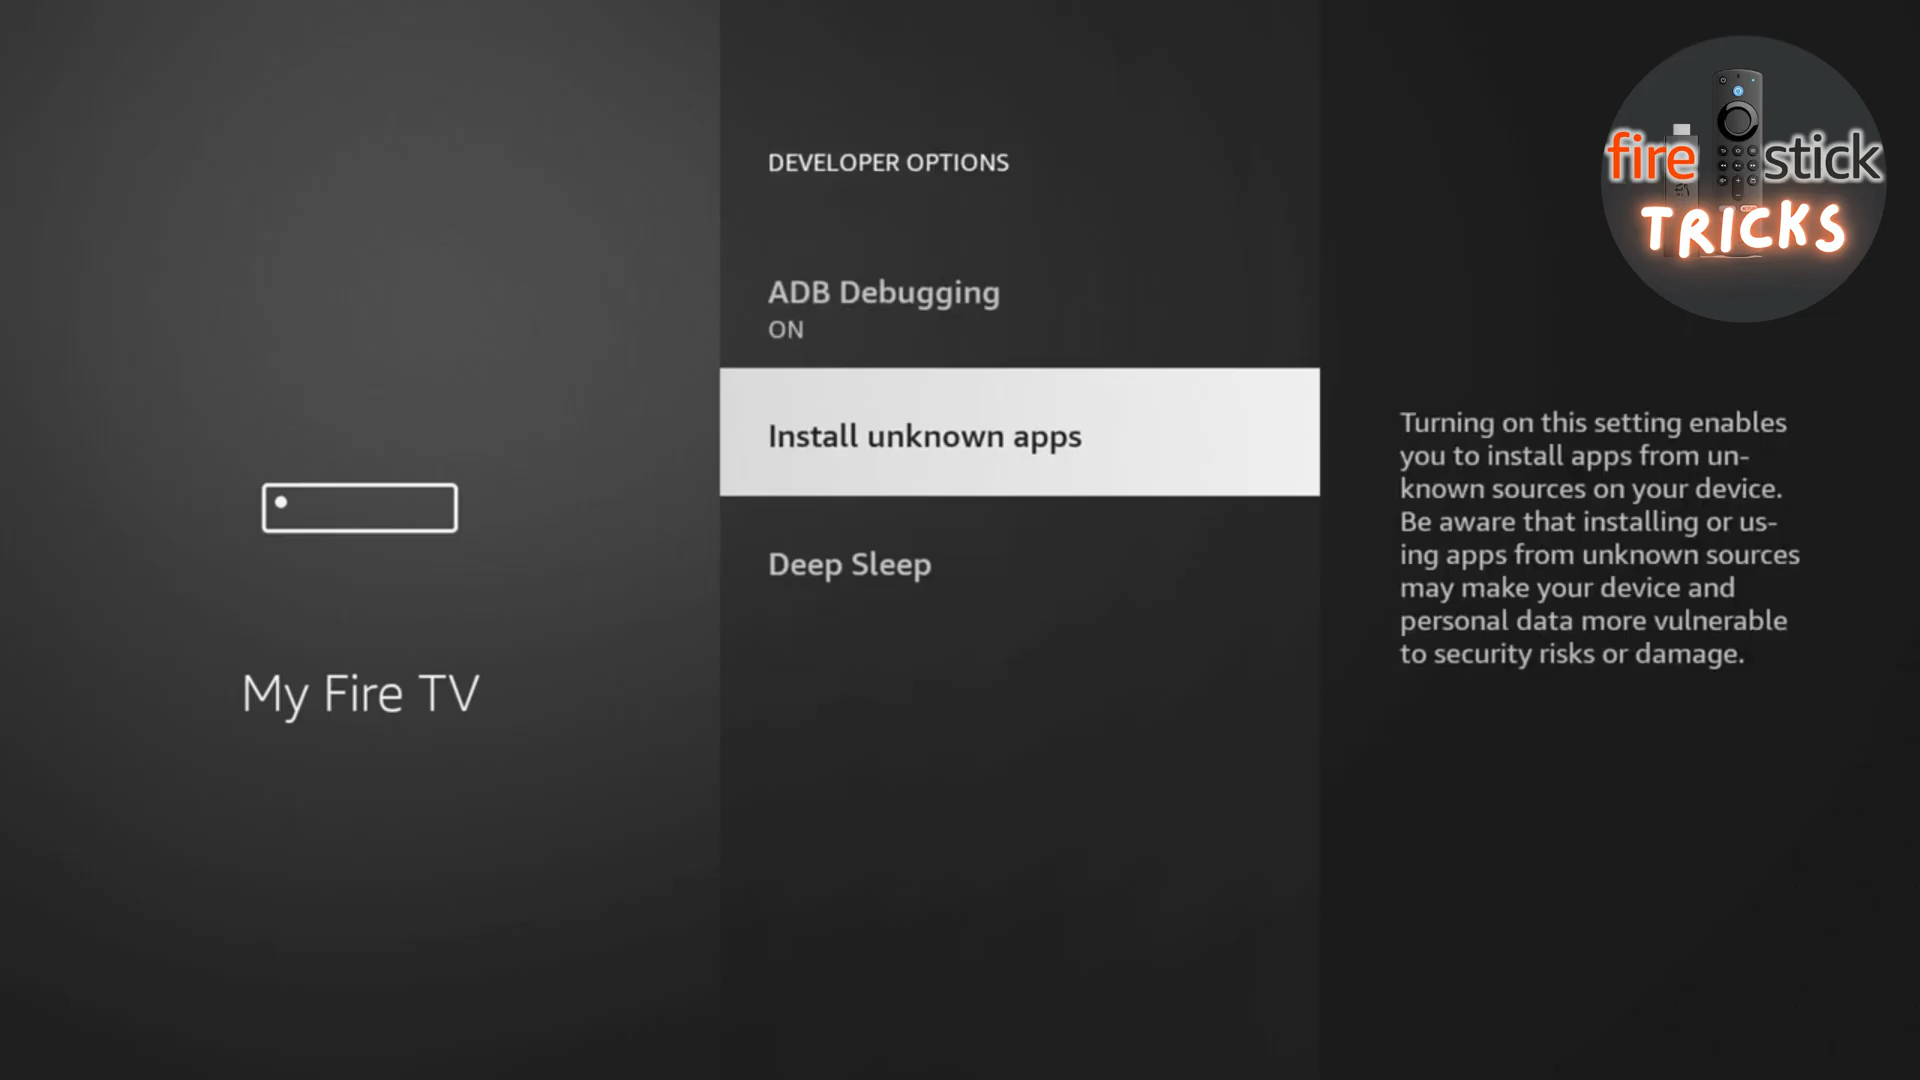 DEVELOPER OPTIONS
ADB Debugging
ON
Install unknown apps
Deep Sleep
My Fire TV
fire stick
TRICKS
Turning on this setting enables
you to install apps from un-
known sources on your device.
Be aware that installing or us-
ing apps from unknown sources
may make your device and
personal data more vulnerable
to security risks or damage.